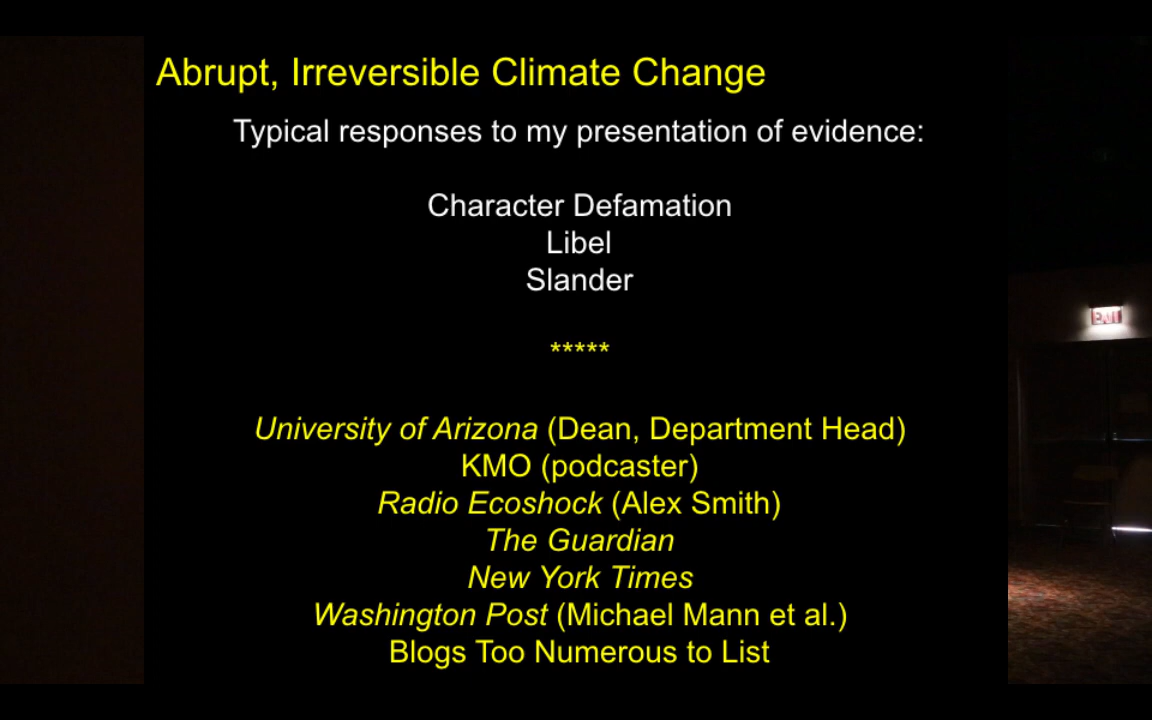 Abrupt, Irreversible Climate Change
Typical responses to my presentation of evidence:
Character Defamation
Libel
Slander
*****
University of Arizona (Dean, Department Head)
KMO (podcaster)
Radio Ecoshock (Alex Smith)
The Guardian
New York Times
Washington Post (Michael Mann et al.)
Blogs Too Numerous to List
EXIT